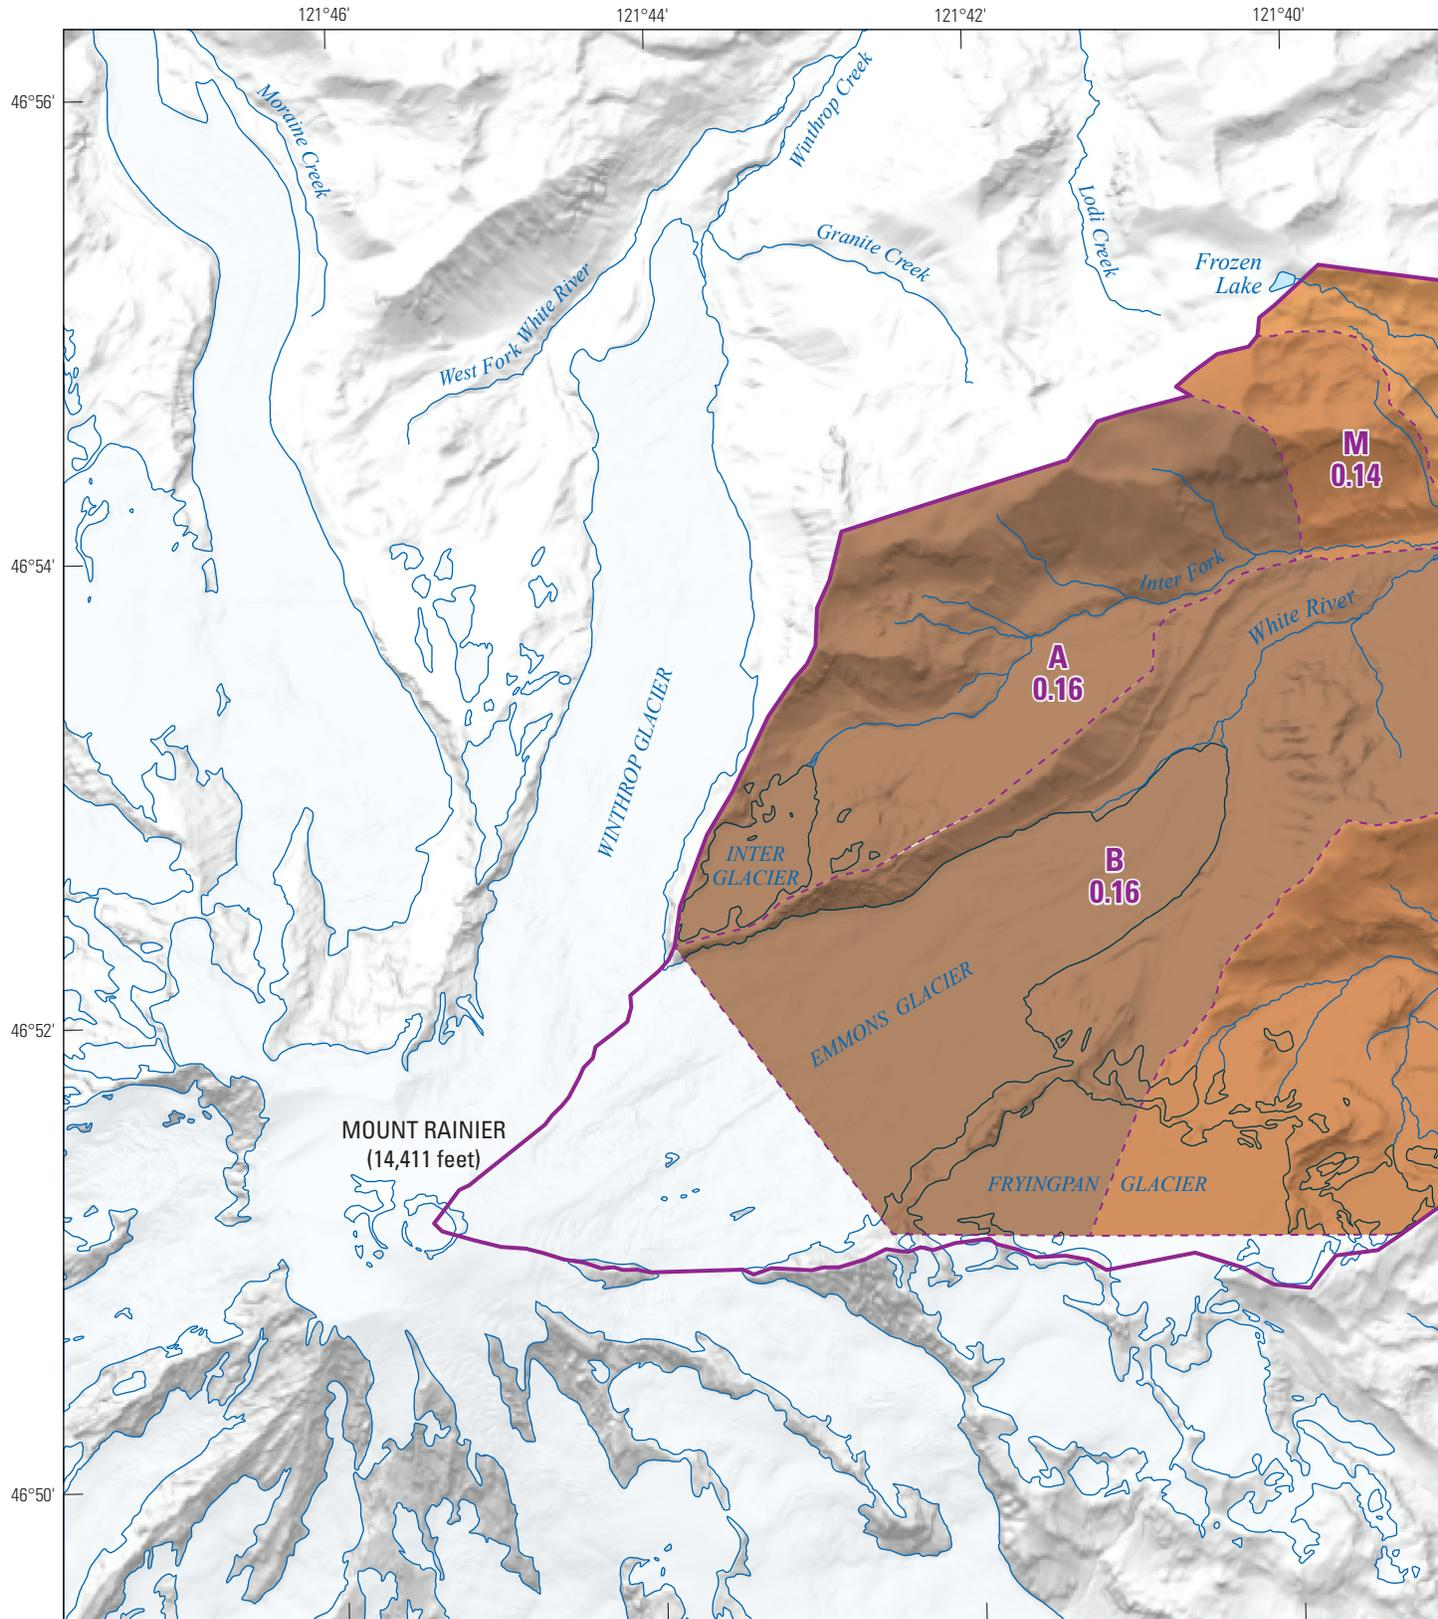 121°46'
121°44'
121°42'
121°40'
46°56'
Moraine Creek
Winthrop Creek
Lodi Creek
Granite Creek
Frozen
Lake
West Fork White River
M
0.14
46°54'
Inter Fork
White River
A
0.16
WINTHROP GLACIER
INTER
GLACIER
B
0.16
EMMONS GLACIER
46°52'
MOUNT RAINIER
(14,411 feet)
FRYINGPAN GLACIER
46°50'